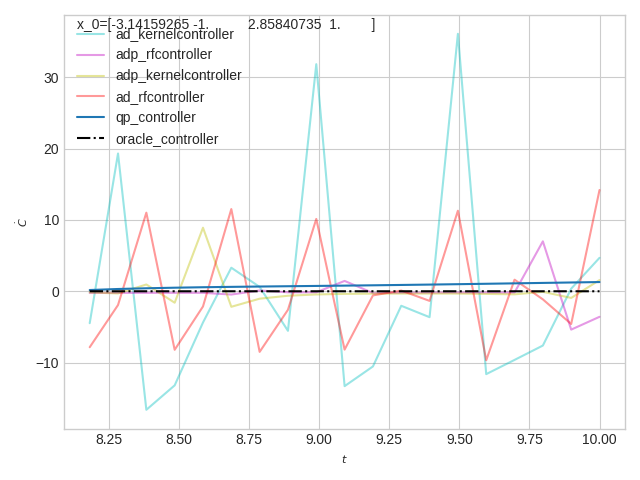 x_0=[-3.14159265 -1. 2.85840735 1. ]
ad_kernelcontroller
adp_rfcontroller
adp_kernelcontroller
ad_rfcontroller
qp_controller
oracle_controller
30
20
10
0
−10
Ċ
8.25 8.50 8.75 9.00 9.25 9.50 9.75 10.00
t